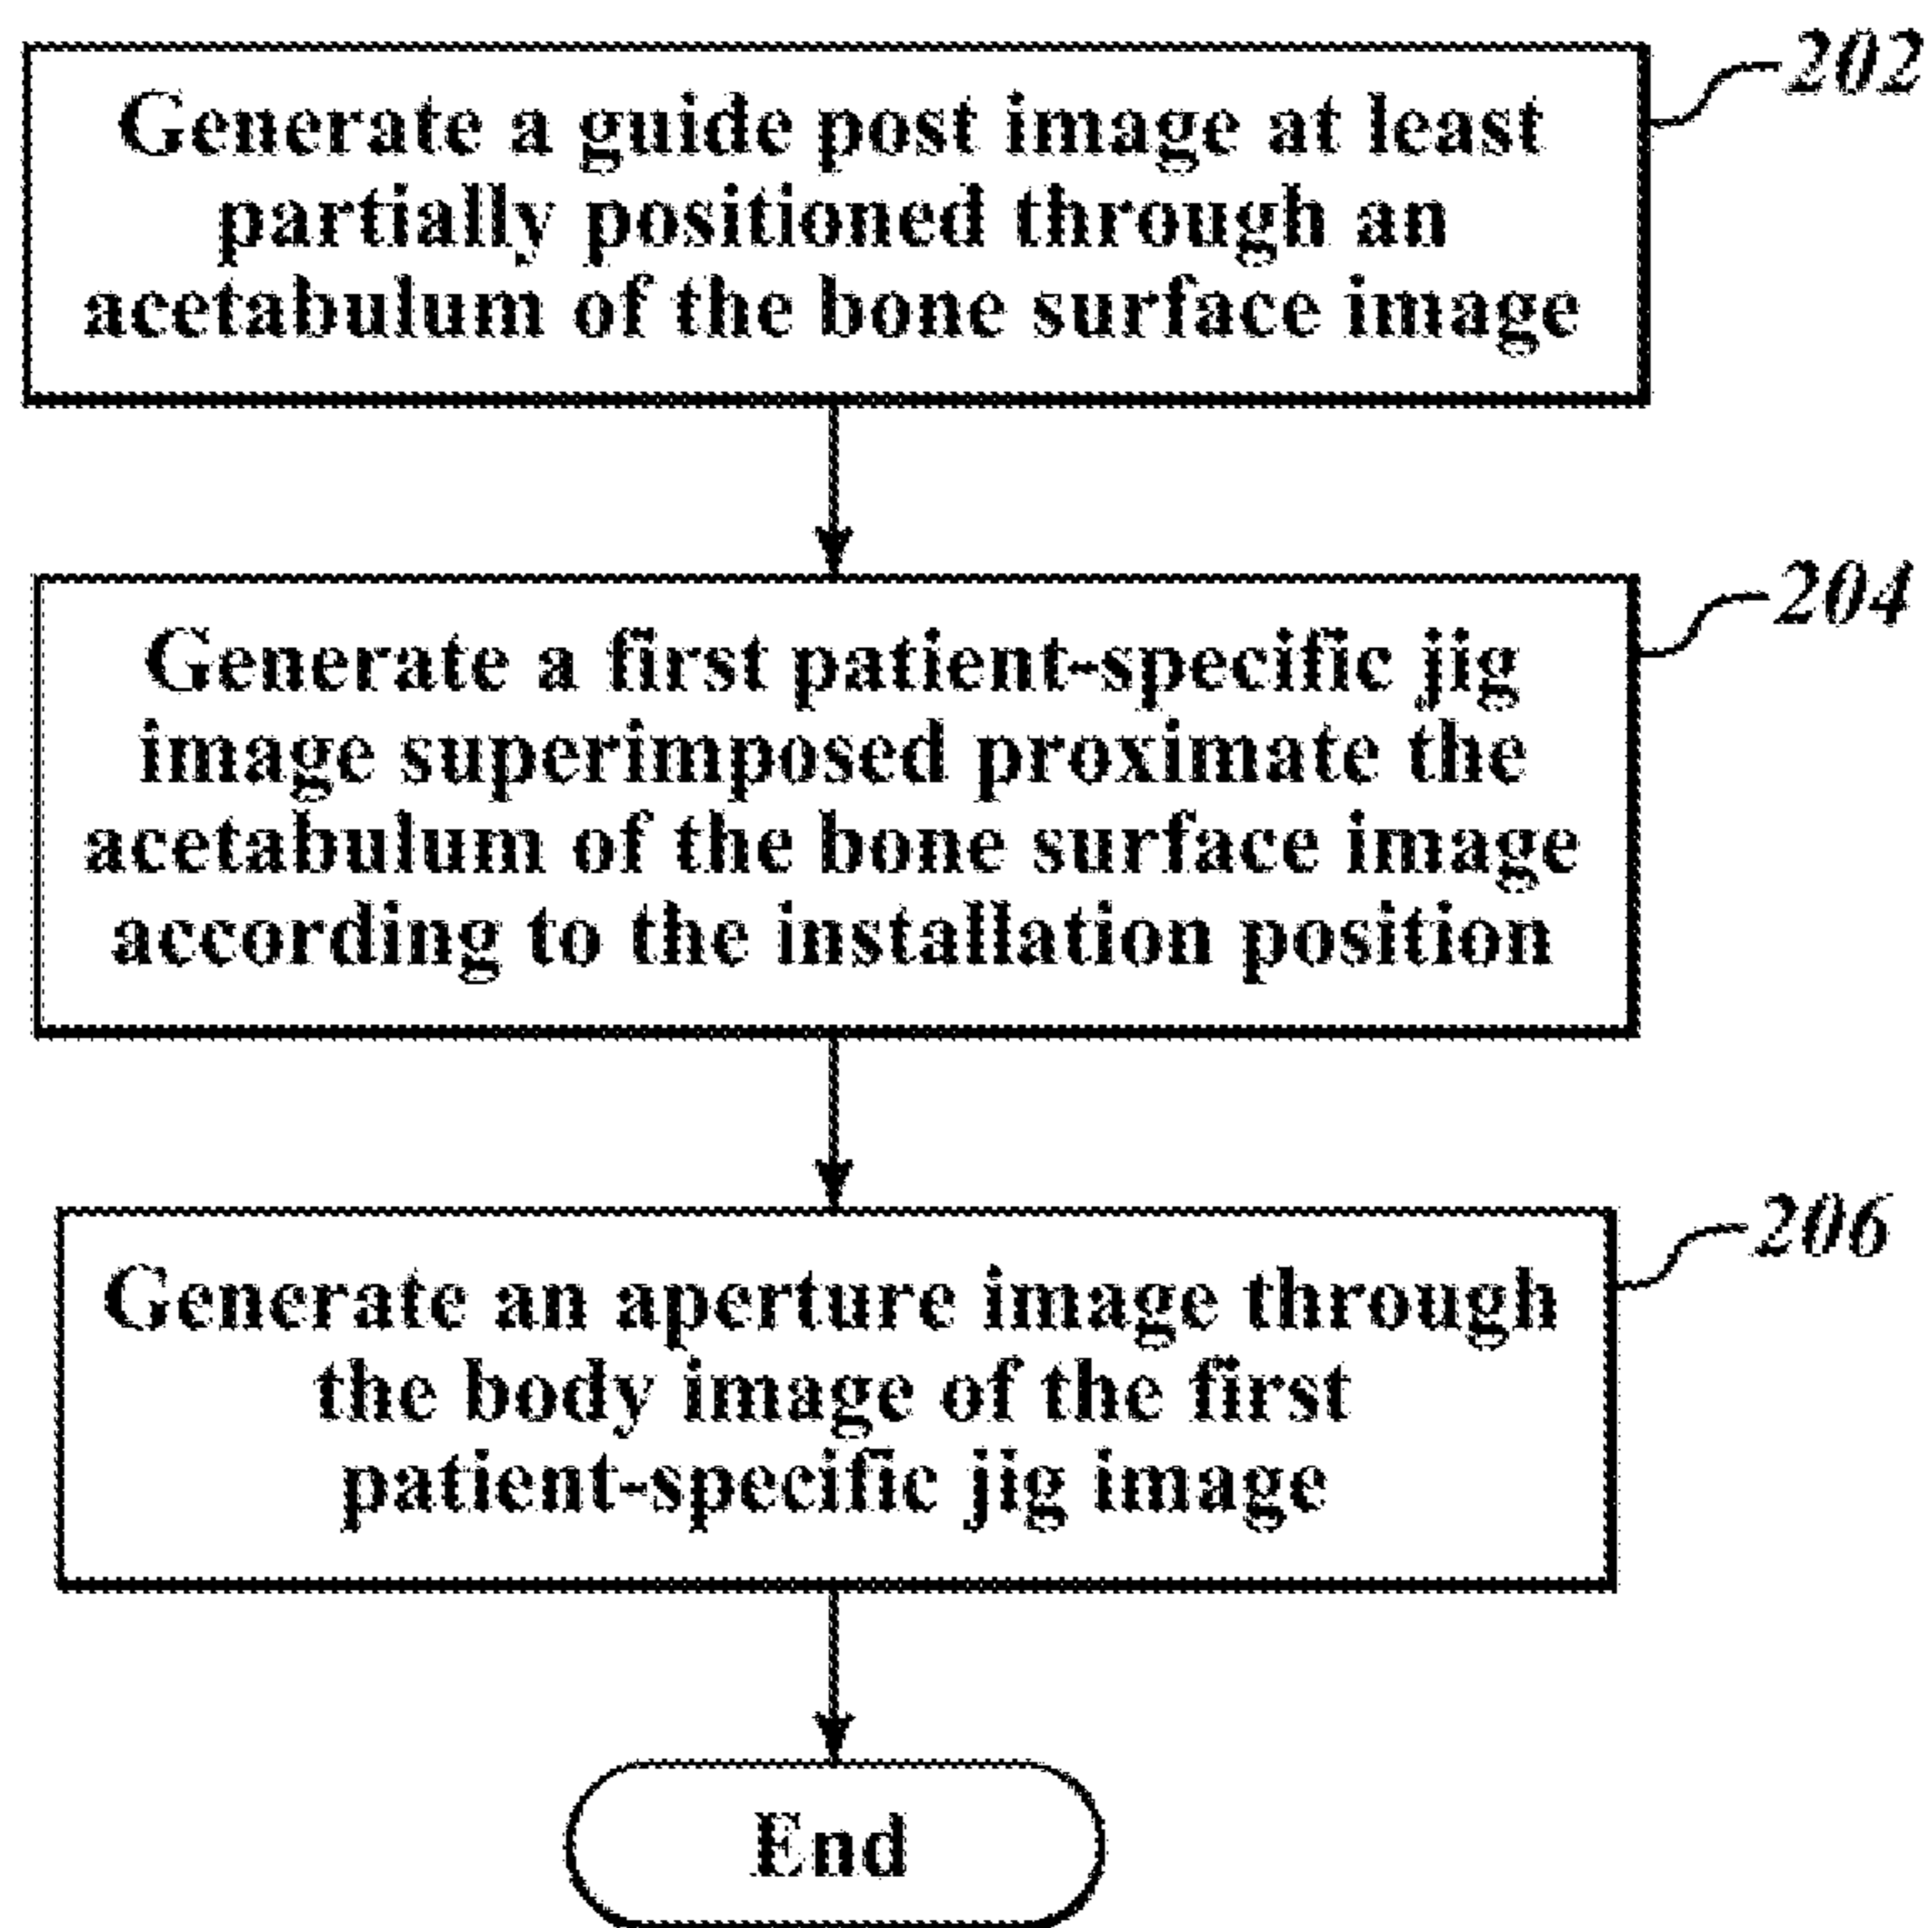 202
Generate a guide post image at least
partially positioned through an
acetabulum of the bone surface image
204
Generate a first patient-specific jig
image superimposed proximate the
acetabulum of the bone surface image
according to the installation position
206
Generate an aperture image through
the body image of the first
patient-specific jig image
End